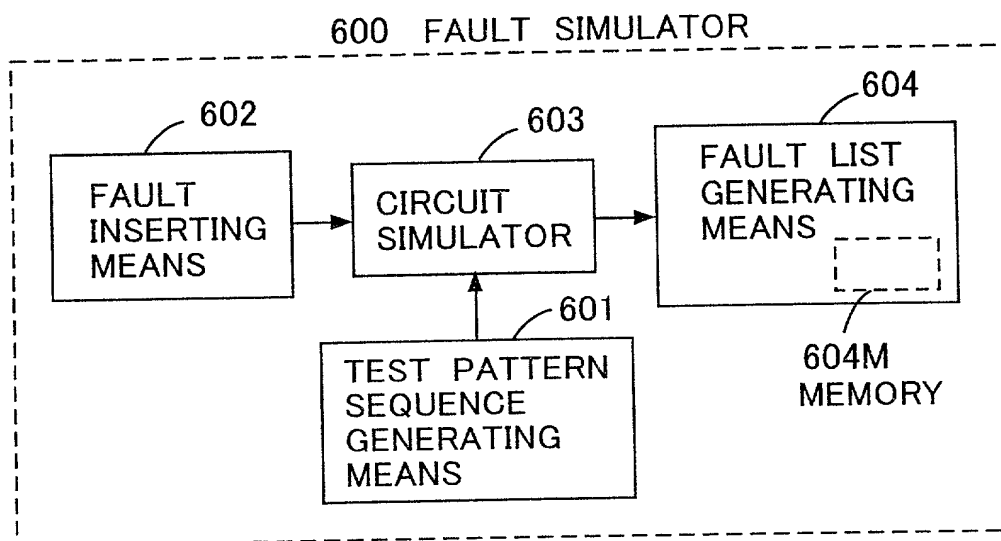 600 FAULT SIMULATOR
602
FAULT
INSERTING
MEANS
603
CIRCUIT
SIMULATOR
604
FAULT LIST
GENERATING
MEANS
604M
MEMORY
601
TEST PATTERN
SEQUENCE
GENERATING
MEANS